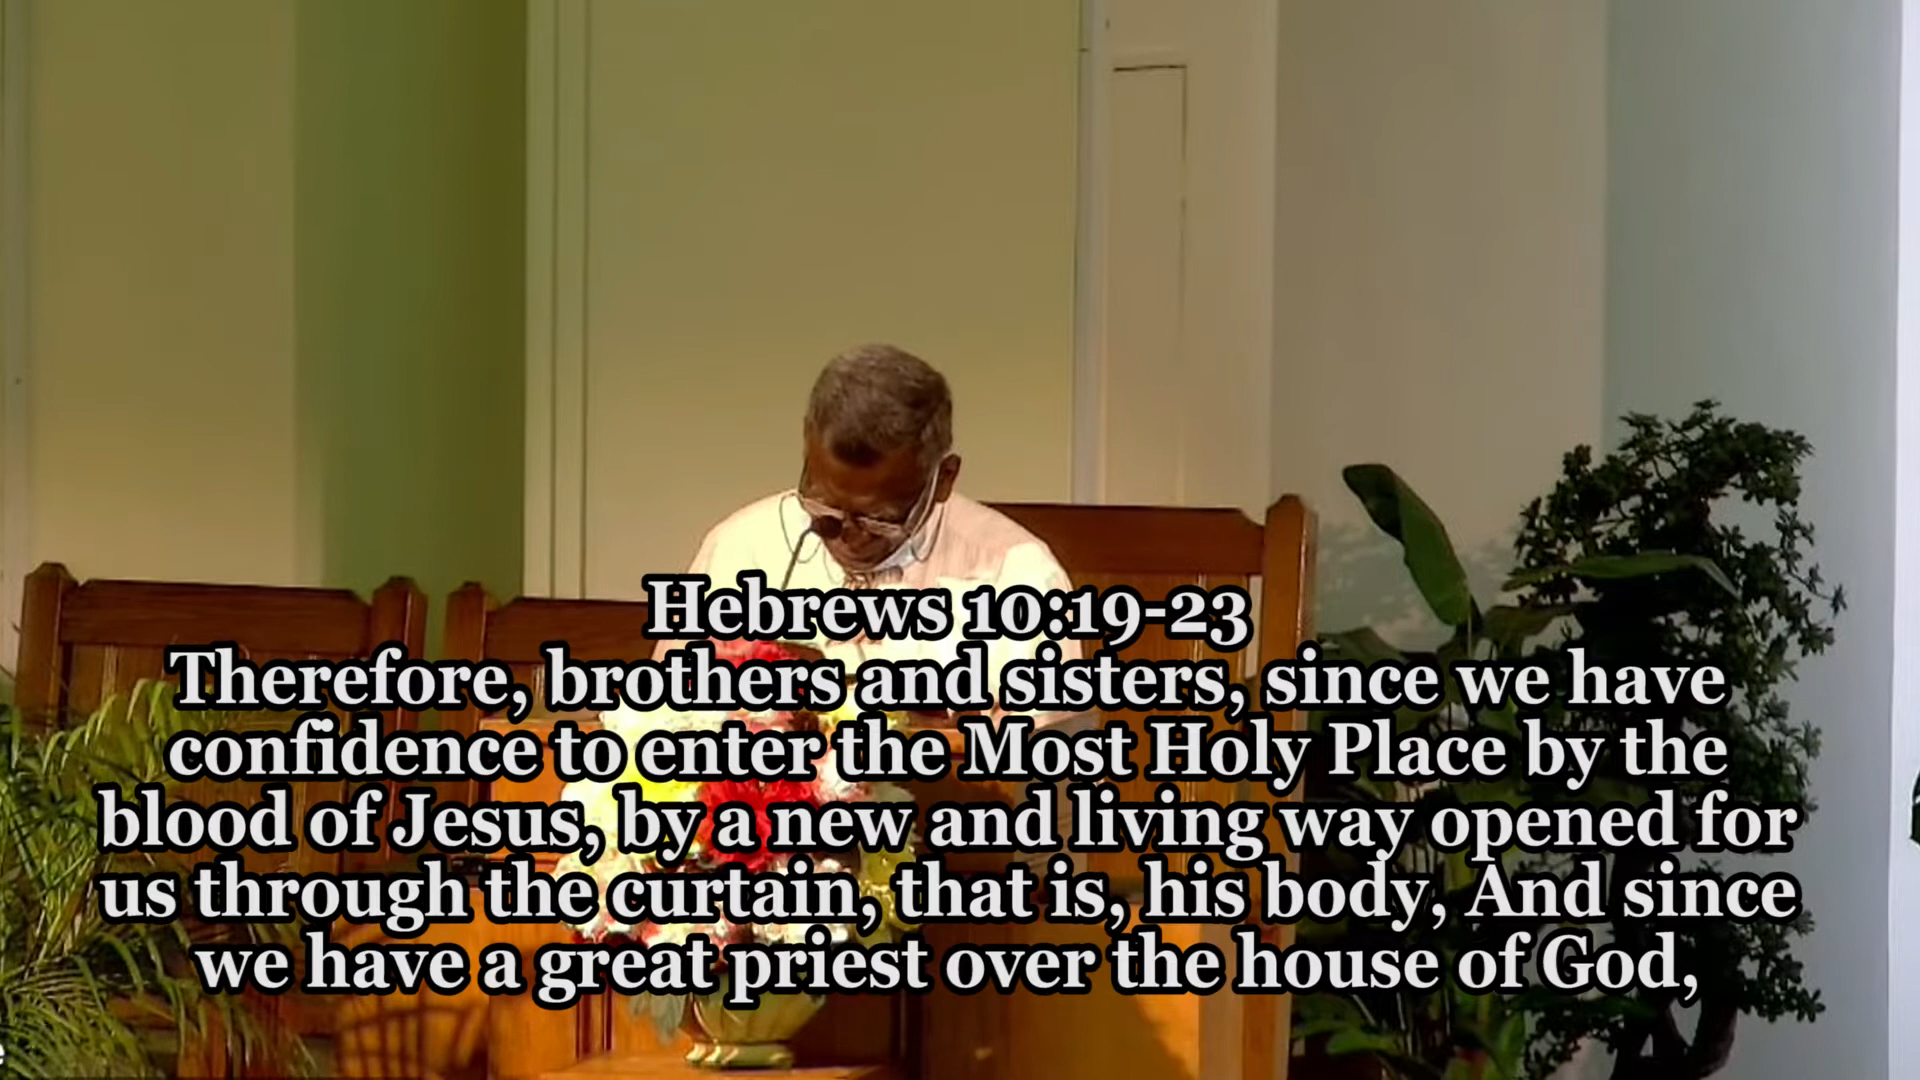 Hebrews 10:19-23
Therefore, brothers and sisters, since we have
confidence to enter the Most Holy Place by the
blood of Jesus, by a new and living way opened for
us through the curtain, that is, his body, And since
we have a great priest over the house of God,